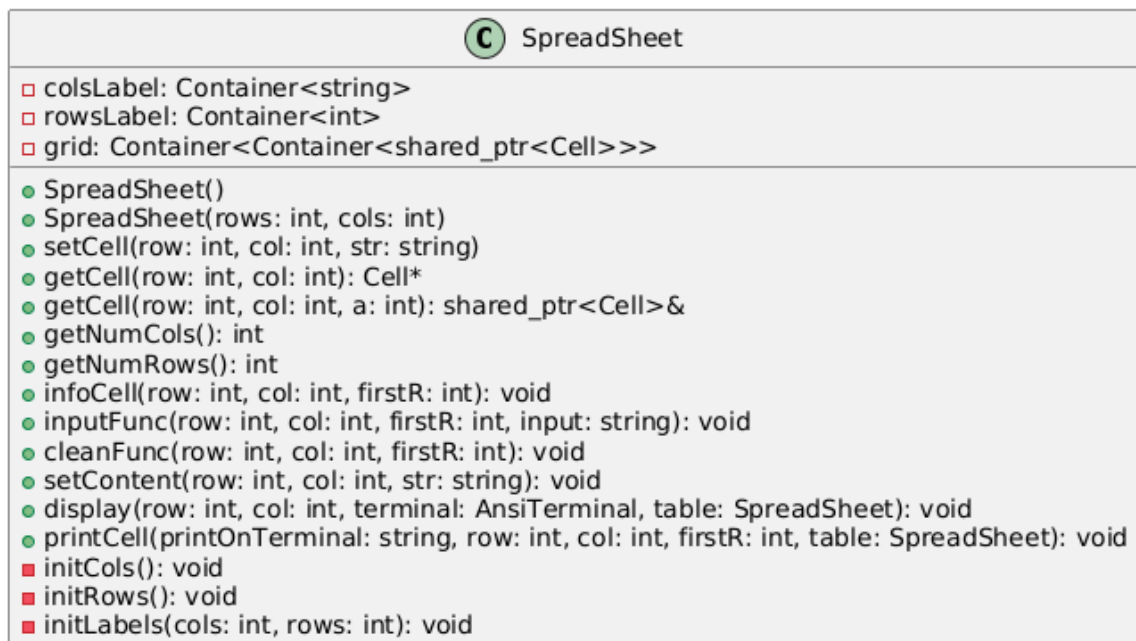 C SpreadSheet
colsLabel: Container<string>
rowsLabel: Container<int>
grid: Container<Container<shared_ptr<Cell>>>
SpreadSheet()
SpreadSheet(rows: int, cols: int)
setCell(row: int, col: int, str: string)
getCell(row: int, col: int): Cell*
getCell(row: int, col: int, a: int): shared_ptr<Cell>&
getNumCols(): int
getNumRows(): int
infoCell(row: int, col: int, firstR: int): void
inputFunc(row: int, col: int, firstR: int, input: string): void
cleanFunc(row: int, col: int, firstR: int): void
setContent(row: int, col: int, str: string): void
display(row: int, col: int, terminal: AnsiTerminal, table: SpreadSheet): void
printCell(printOnTerminal: string, row: int, col: int, firstR: int, table: SpreadSheet): void
initCols(): void
initRows(): void
initLabels(cols: int, rows: int): void